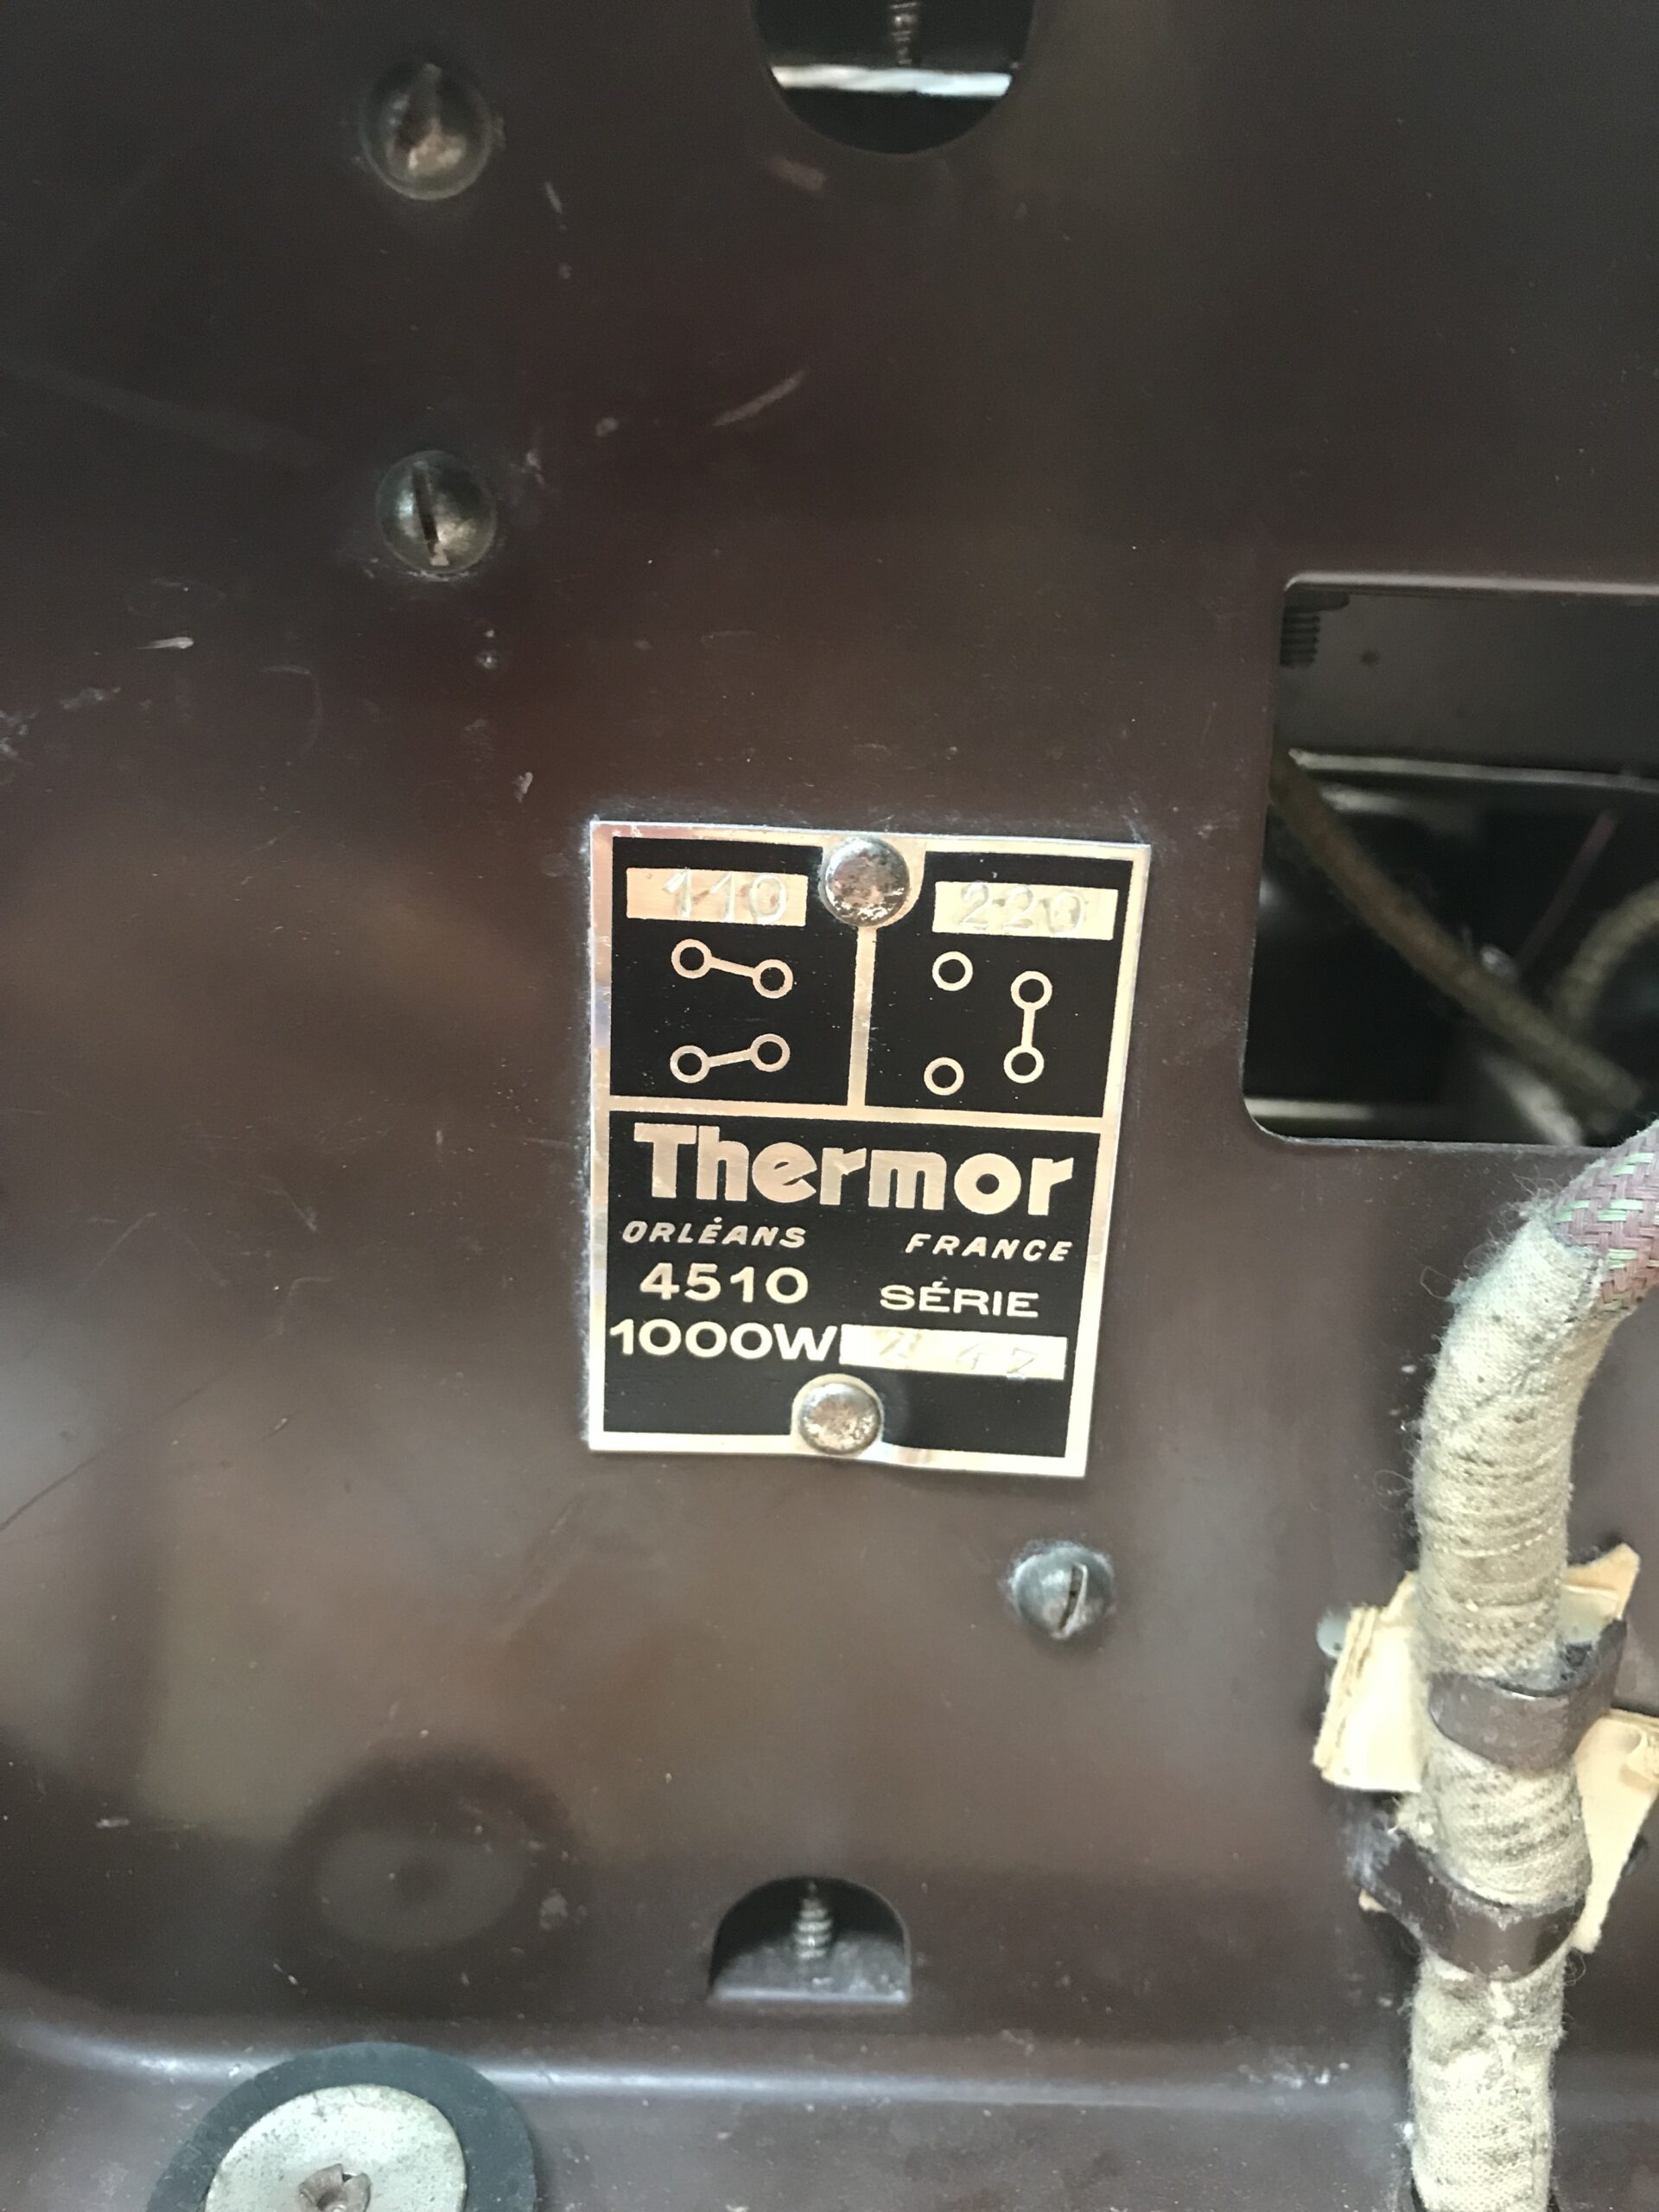 110 220
Thermor
ORLÉANS FRANCE
4510 SÉRIE
1000W